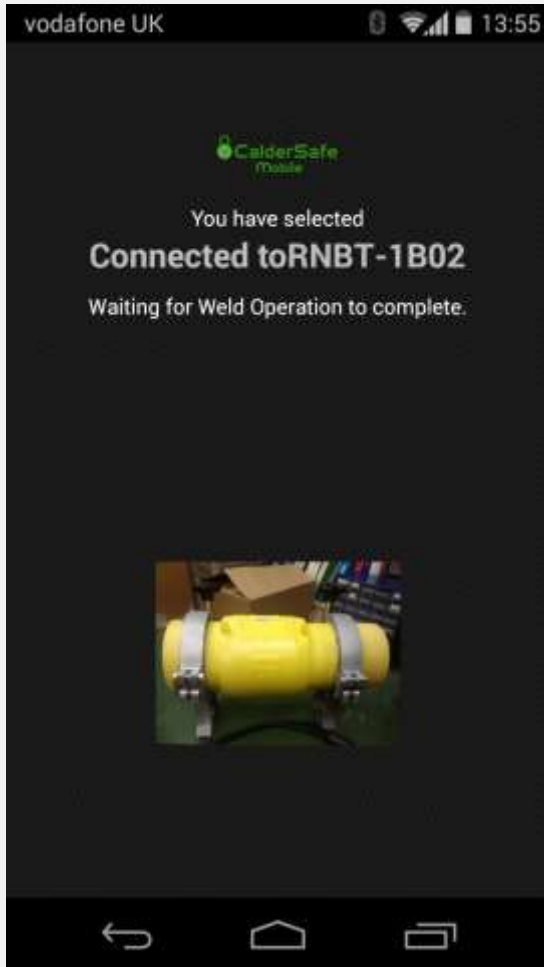 vodafone UK 13:55
CalderSafe
Mobile
You have selected
Connected toRNBT-1B02
Waiting for Weld Operation to complete.